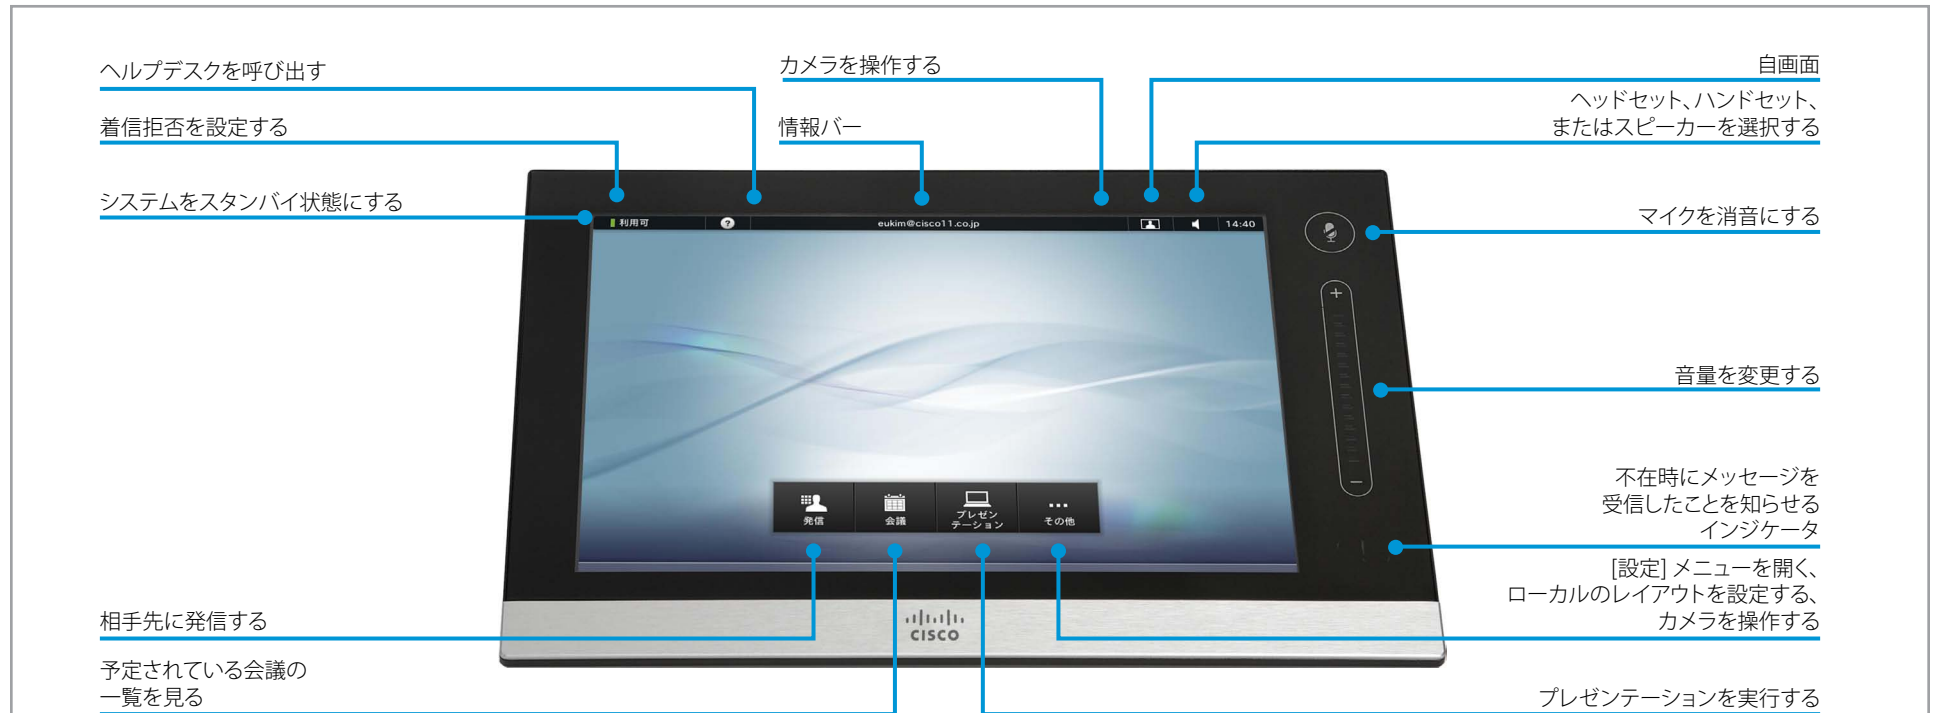 ヘルプデスクを呼び出す
カメラを操作する
自画面
ヘッドセット、ハンドセット、
またはスピーカーを選択する
着信拒否を設定する
情報バー
システムをスタンバイ状態にする
マイクを消音にする
利用可
?
eukim@cisco11.co.jp
14:40
+
音量を変更する
−
不在時にメッセージを
受信したことを知らせる
インジケータ
発信
会議
プレゼン
テーション
その他
[設定] メニューを開く、
ローカルのレイアウトを設定する、
カメラを操作する
相手先に発信する
CISCO
予定されている会議の
一覧を見る
プレゼンテーションを実行する